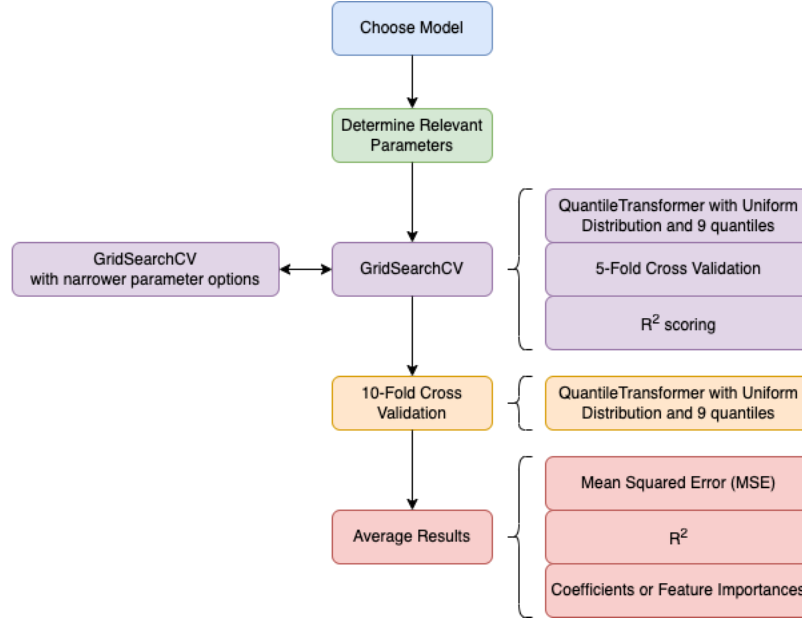 Choose Model
Determine Relevant
Parameters
GridSearchCV
with narrower parameter options
GridSearchCV
QuantileTransformer with Uniform
Distribution and 9 quantiles
5-Fold Cross Validation
R² scoring
10-Fold Cross
Validation
QuantileTransformer with Uniform
Distribution and 9 quantiles
Average Results
Mean Squared Error (MSE)
R²
Coefficients or Feature Importances